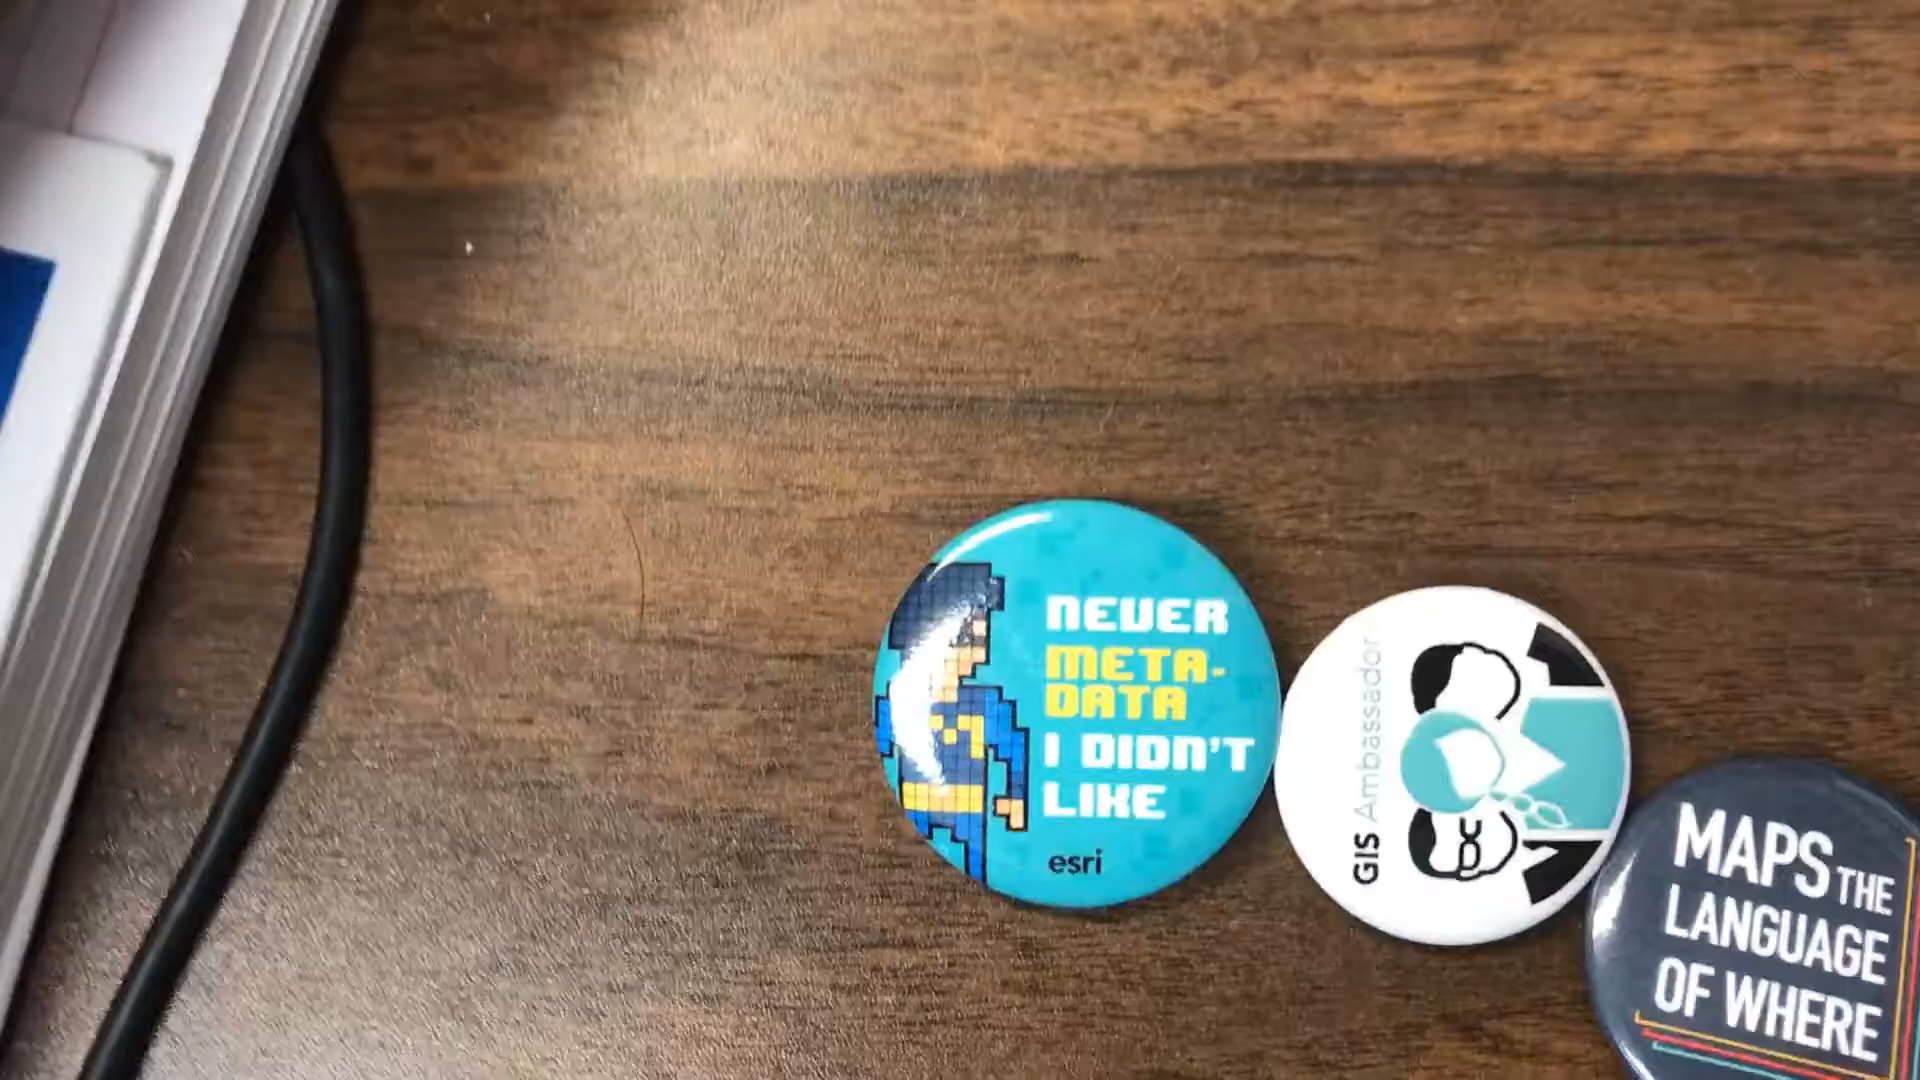 NEVER
META-
DATA
I DIDN'T
LIKE
esri
GIS Ambassador
MAPS THE
LANGUAGE
OF WHERE